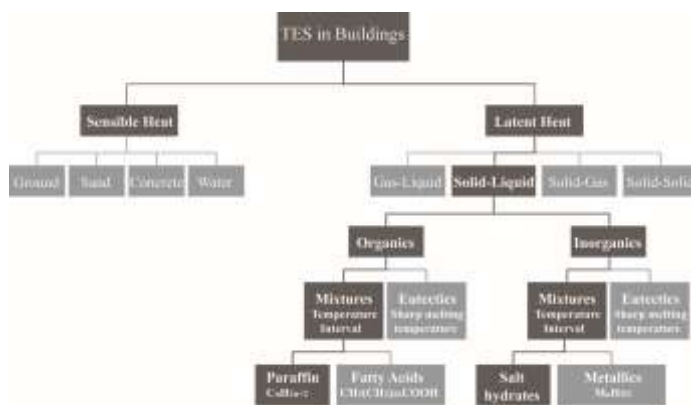 TES in Buildings
Sensible Heat
Latent Heat
Ground
Sand
Concrete
Water
Gas-Liquid
Solid-Liquid
Solid-Gas
Solid-Solid
Organics
Inorganics
Mixtures
Temperature
Interval
Eutectics
Sharp melting
temperature
Mixtures
Temperature
Interval
Eutectics
Sharp melting
temperature
Paraffin
Fatty Acids
Salt
hydrates
Metallics